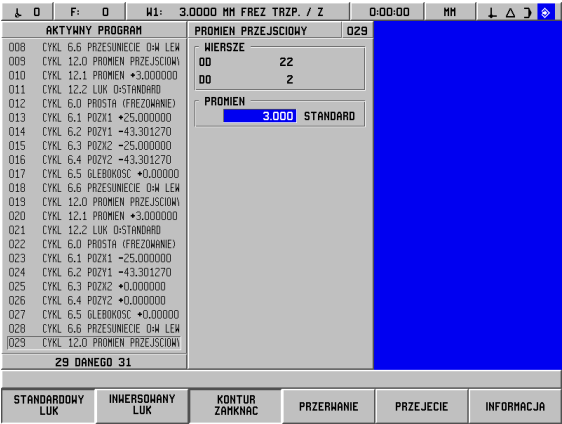 0 F: 0 W1: 3.0000 MM FREZ TRZP. / Z 0:00:00 MM
AKTYWNY PROGRAM
008 CYKL 6.6 PRZESUNIECIE 0:W LEW
009 CYKL 12.0 PROMIEN PRZEJSCIOW
010 CYKL 12.1 PROMIEN +3.000000
011 CYKL 12.2 LUK 0:STANDARD
012 CYKL 6.0 PROSTA (FREZOWANIE)
013 CYKL 6.1 POZX1 +25.000000
014 CYKL 6.2 POZY1 -43.301270
015 CYKL 6.3 POZX2 -25.000000
016 CYKL 6.4 POZY2 -43.301270
017 CYKL 6.5 GLEBOKOSC +0.00000
018 CYKL 6.6 PRZESUNIECIE 0:W LEW
019 CYKL 12.0 PROMIEN PRZEJSCIOW
020 CYKL 12.1 PROMIEN +3.000000
021 CYKL 12.2 LUK 0:STANDARD
022 CYKL 6.0 PROSTA (FREZOWANIE)
023 CYKL 6.1 POZX1 -25.000000
024 CYKL 6.2 POZY1 -43.301270
025 CYKL 6.3 POZX2 +0.000000
026 CYKL 6.4 POZY2 +0.000000
027 CYKL 6.5 GLEBOKOSC +0.00000
028 CYKL 6.6 PRZESUNIECIE 0:W LEW
029 CYKL 12.0 PROMIEN PRZEJSCIOW
29 DANEGO 31
PROMIEN PRZEJSCIOWY 029
WIERSZE
OD 22
DO 2
PROMIEN
3.000 STANDARD
STANDARDOWY
LUK
INWERSOWANY
LUK
KONTUR
ZAMKNAC
PRZERWANIE
PRZEJECIE
INFORMACJA